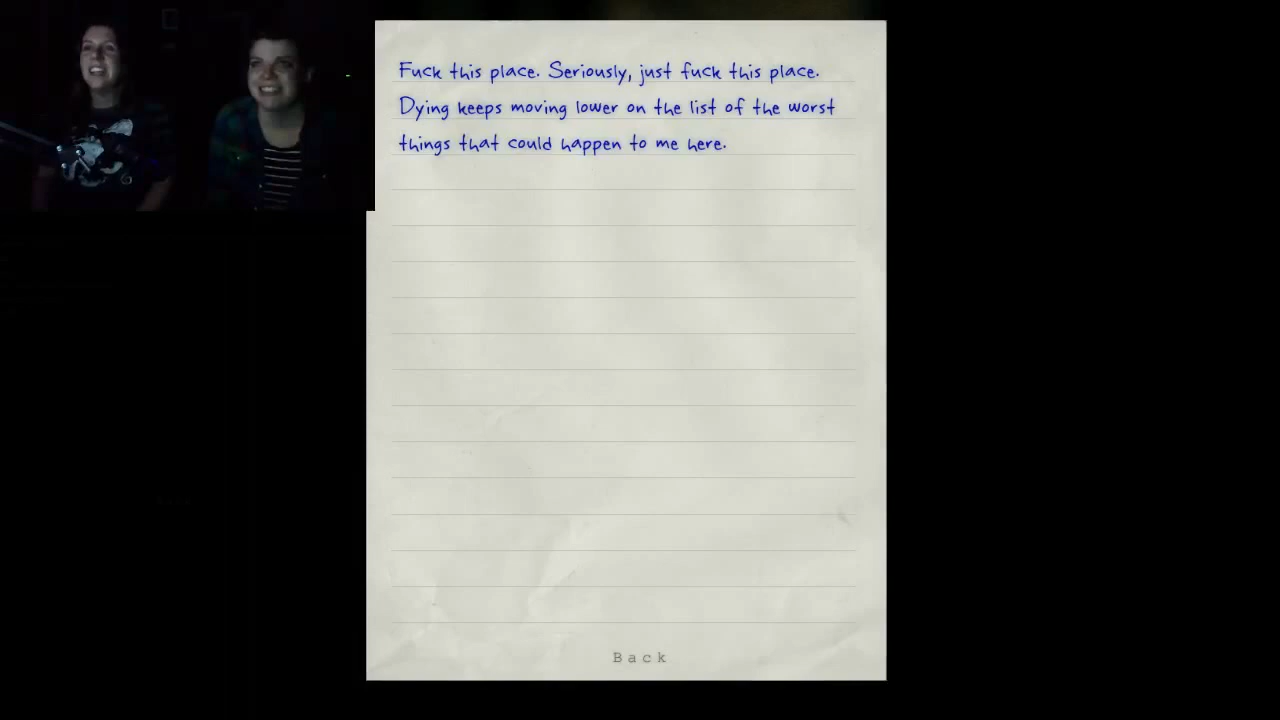 Fuck this place. Seriously, just fuck this place.
Dying keeps moving lower on the list of the worst
things that could happen to me here.
Back